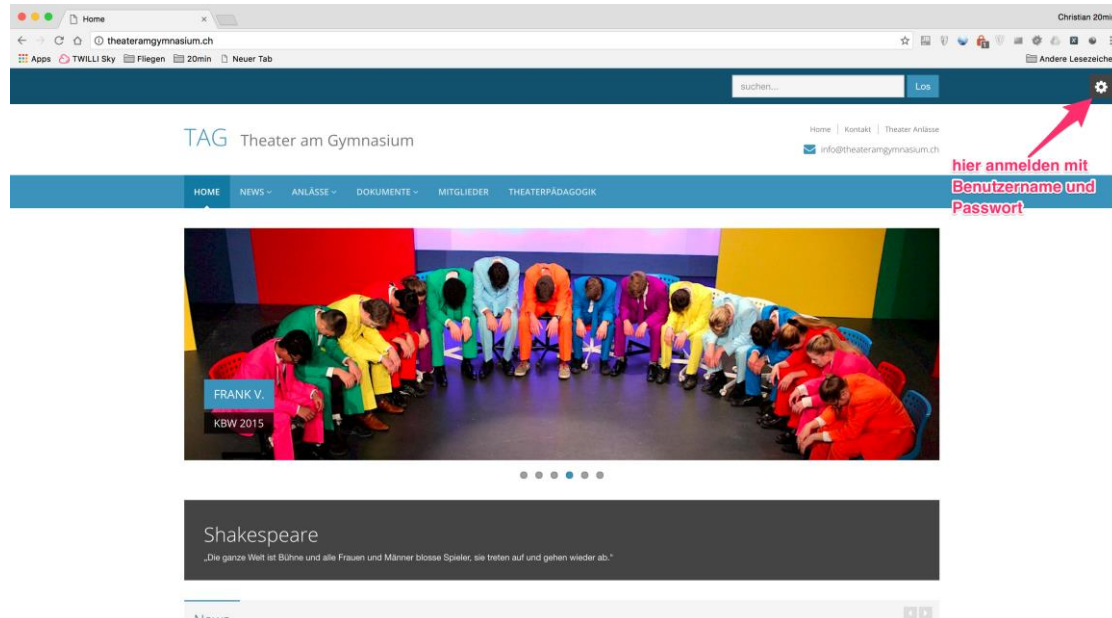 Home
Christian 20min
theateramgymnasium.ch
Apps TWILLI Sky Fliegen 20min Neuer Tab
Andere Lesezeichen
suchen...
Los
TAG Theater am Gymnasium
Home Kontakt Theater Anlässe
info@theateramgymnasium.ch
hier anmelden mit
Benutzername und
Passwort
HOME NEWS ANLÄSSE DOKUMENTE MITGLIEDER THEATERPÄDAGOGIK
FRANK V.
KBW 2015
Shakespeare
„Die ganze Welt ist Bühne und alle Frauen und Männer blosse Spieler, sie treten auf und gehen wieder ab."
News